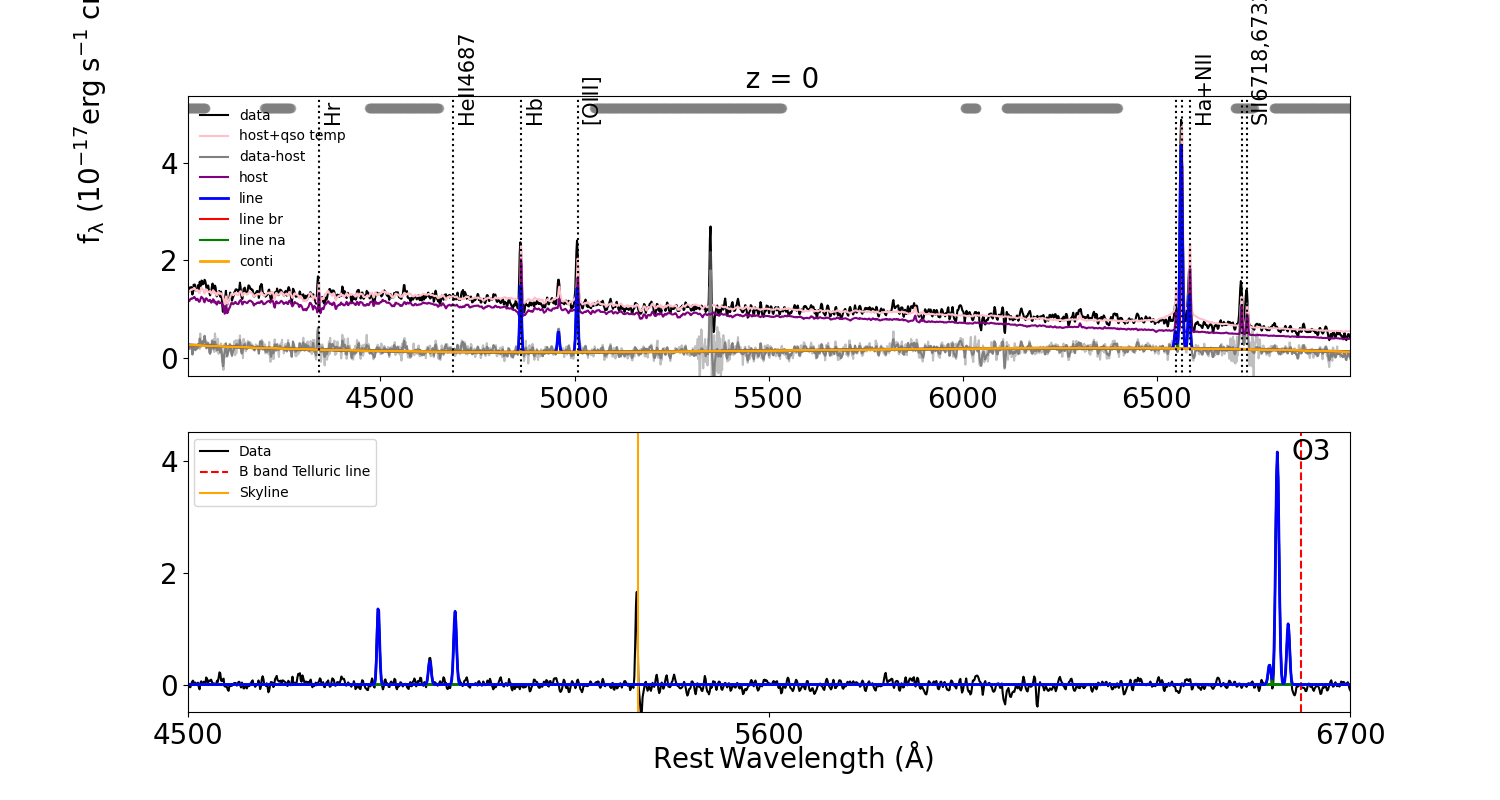 z = 0
f_λ (10^−17 erg s^−1
Hr
HeII4687
Hb
[OIII]
Ha+NII
SII6718,673
data
host+qso temp
data-host
host
line
line br
line na
conti
4
2
0
4500 5000 5500 6000 6500
Data
B band Telluric line
Skyline
O3
4
2
0
4500 5600 6700
Rest Wavelength (Å)